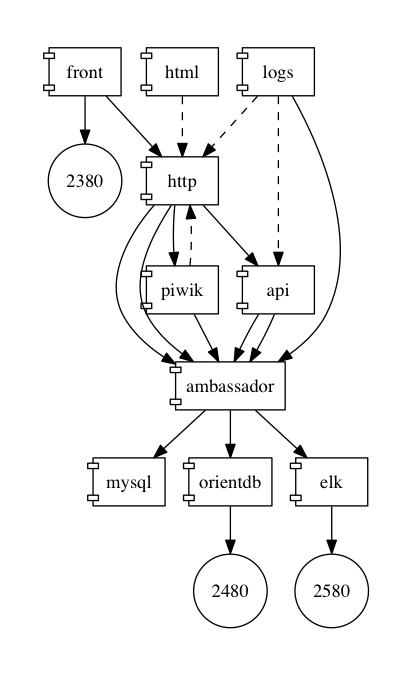 front
html
logs
2380
http
piwik
api
ambassador
mysql
orientdb
elk
2480
2580